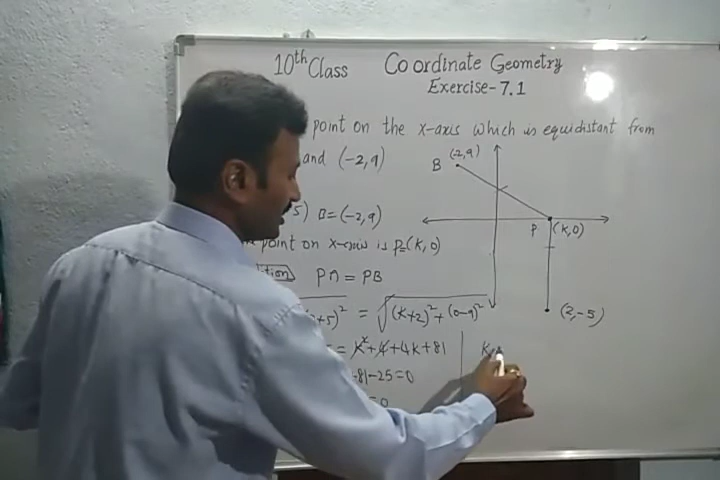 10th Class Coordinate Geometry
Exercise-7.1
point on the x-axis which is equidistant from
and (-2,9)
B (-2,9)
5) B=(-2,9)
point on x-axis is P=(k,0)
P (k,0)
PA = PB
+5)² = √(k+2)²+(0-9)²
(2,-5)
= k²+4+4k+81
k
-81-25=0
=0